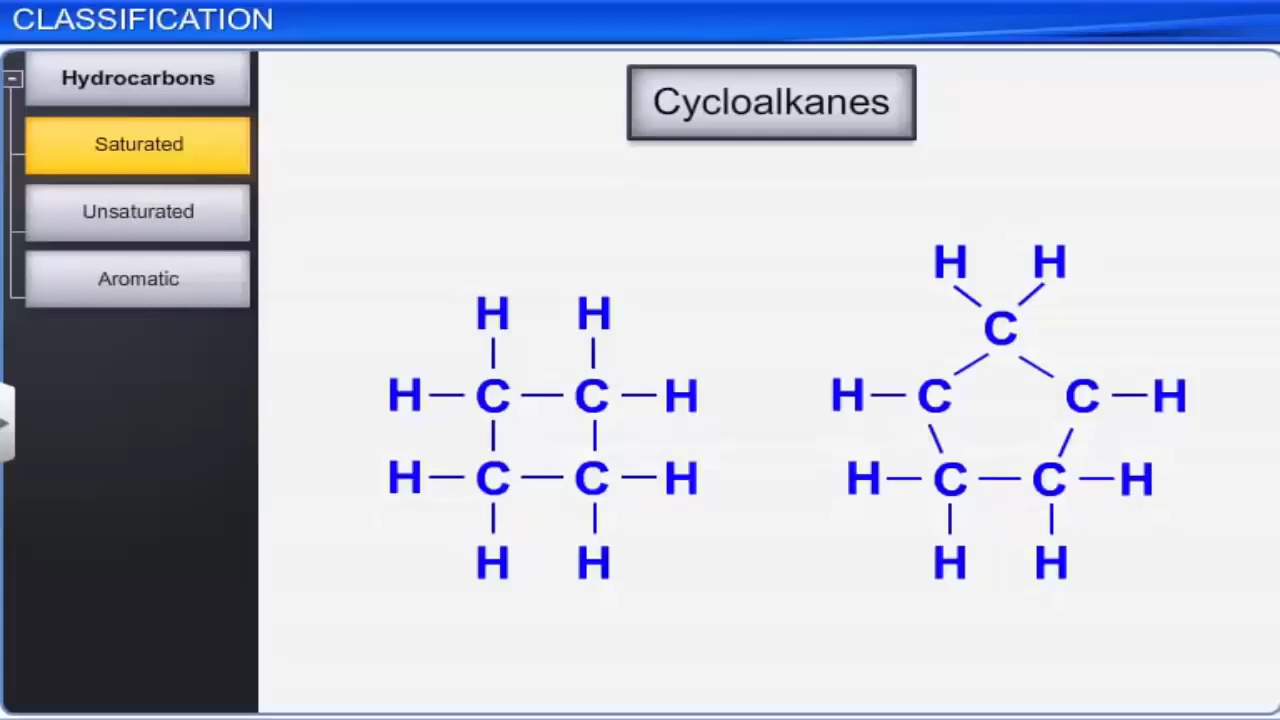 CLASSIFICATION
Hydrocarbons
Saturated
Unsaturated
Aromatic
Cycloalkanes
H H
H C C H
H C C H
H H
H H
C
H C C H
H C C H
H H